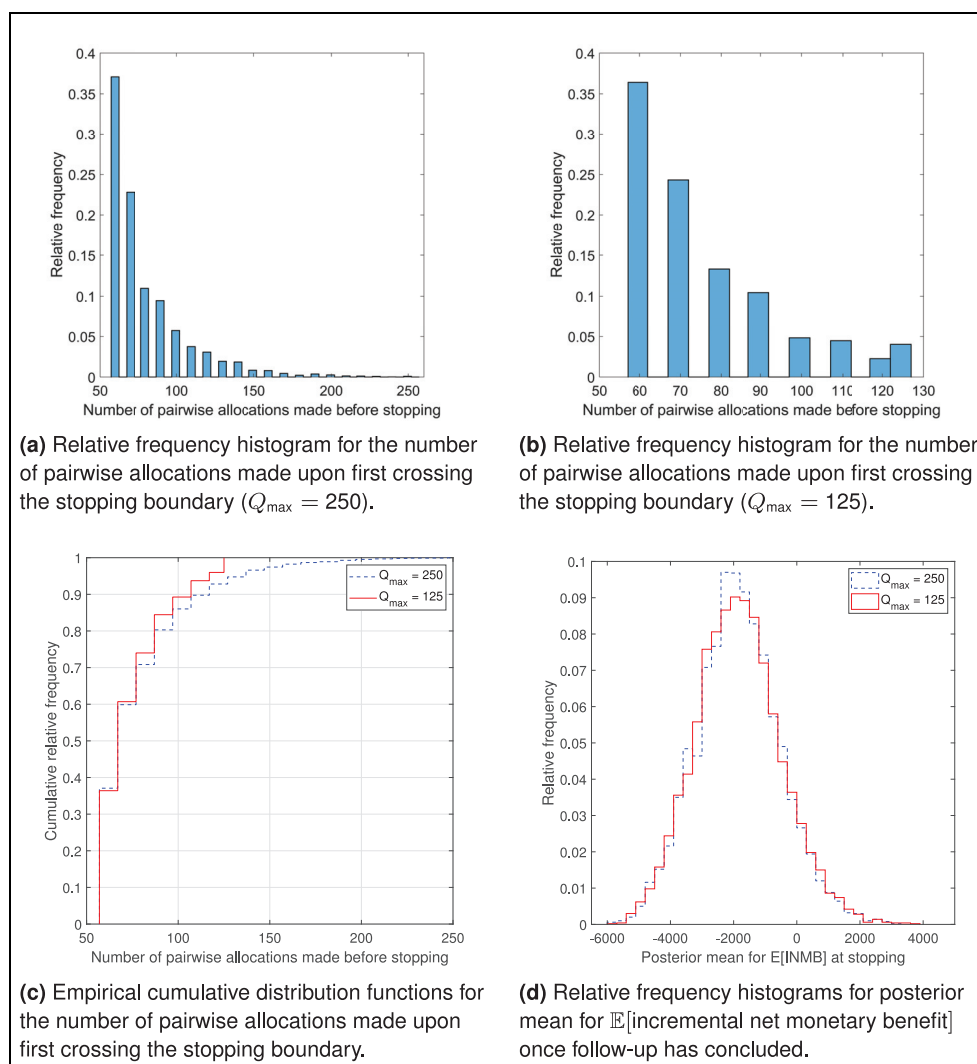 0.4
0.35
0.3
0.25
0.2
0.15
0.1
0.05
0
Relative frequency
50
100
150
200
250
Number of pairwise allocations made before stopping
(a) Relative frequency histogram for the number
of pairwise allocations made upon first crossing
the stopping boundary (Qmax = 250).
0.4
0.35
0.3
0.25
0.2
0.15
0.1
0.05
0
Relative frequency
50
60
70
80
90
100
110
120
130
Number of pairwise allocations made before stopping
(b) Relative frequency histogram for the number
of pairwise allocations made upon first crossing
the stopping boundary (Qmax = 125).
1
0.9
0.8
0.7
0.6
0.5
0.4
0.3
0.2
0.1
0
Cumulative relative frequency
Qmax = 250
Qmax = 125
50
100
150
200
250
Number of pairwise allocations made before stopping
(c) Empirical cumulative distribution functions for
the number of pairwise allocations made upon
first crossing the stopping boundary.
0.1
0.09
0.08
0.07
0.06
0.05
0.04
0.03
0.02
0.01
0
Relative frequency
Qmax = 250
Qmax = 125
-6000
-4000
-2000
0
2000
4000
Posterior mean for E[INMB] at stopping
(d) Relative frequency histograms for posterior
mean for 𝔼[incremental net monetary benefit]
once follow-up has concluded.